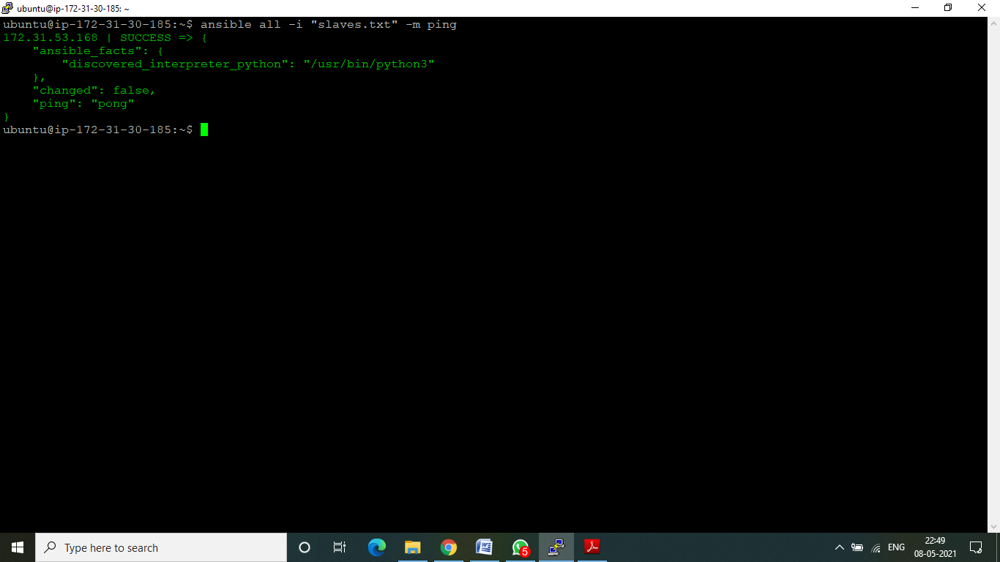 ubuntu@ip-172-31-30-185: ~
ubuntu@ip-172-31-30-185:~$ ansible all -i "slaves.txt" -m ping
172.31.53.168 | SUCCESS => {
    "ansible_facts": {
        "discovered_interpreter_python": "/usr/bin/python3"
    },
    "changed": false,
    "ping": "pong"
}
ubuntu@ip-172-31-30-185:~$
Type here to search
W
5
ENG
22:49
08-05-2021